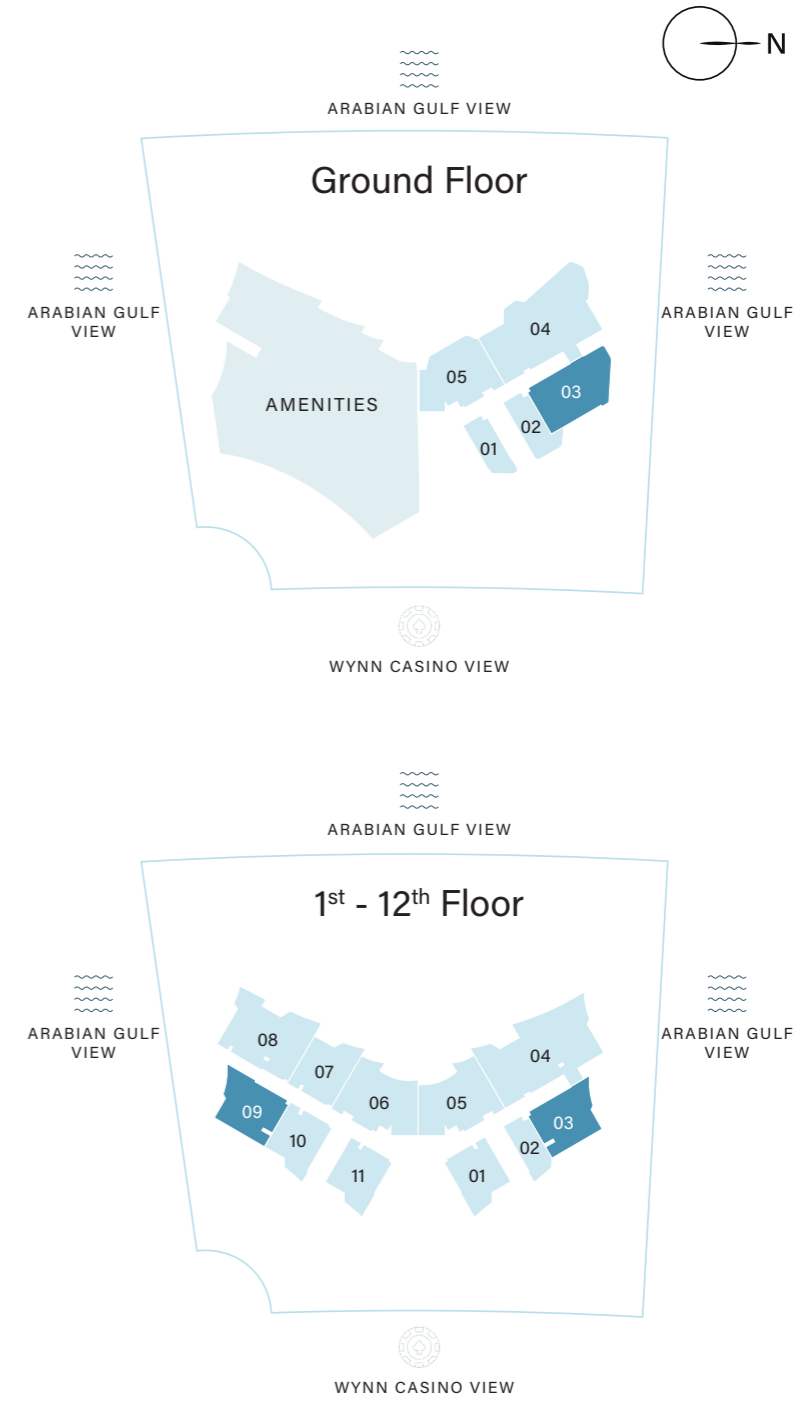 N
ARABIAN GULF VIEW
Ground Floor
ARABIAN GULF
VIEW
ARABIAN GULF
VIEW
04
05
03
AMENITIES
02
01
WYNN CASINO VIEW
ARABIAN GULF VIEW
1st - 12th Floor
ARABIAN GULF
VIEW
ARABIAN GULF
VIEW
08
04
07
06
05
09
03
10
02
11
01
WYNN CASINO VIEW